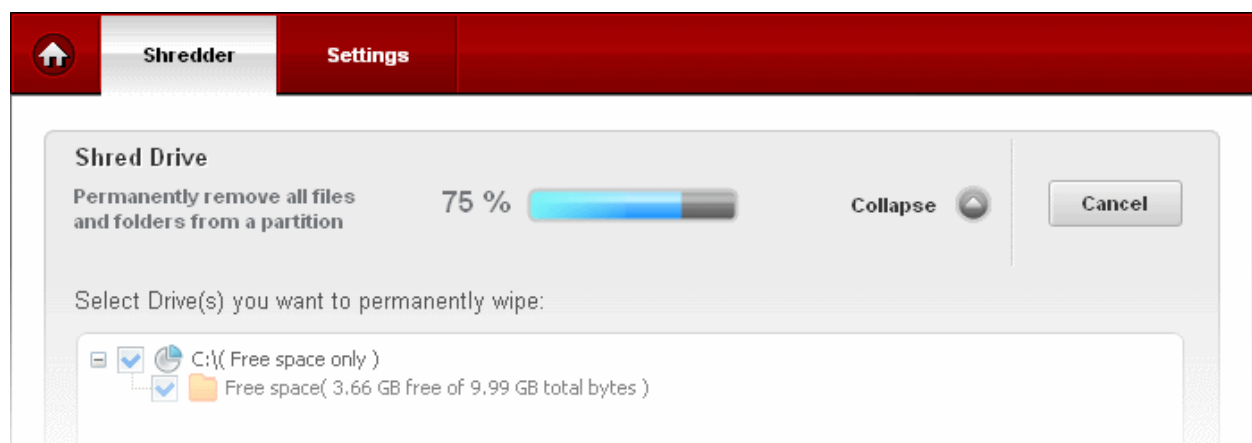 Shredder Settings
Shred Drive
Permanently remove all files
and folders from a partition
75 %
Collapse
Cancel
Select Drive(s) you want to permanently wipe:
C:\( Free space only )
Free space( 3.66 GB free of 9.99 GB total bytes )